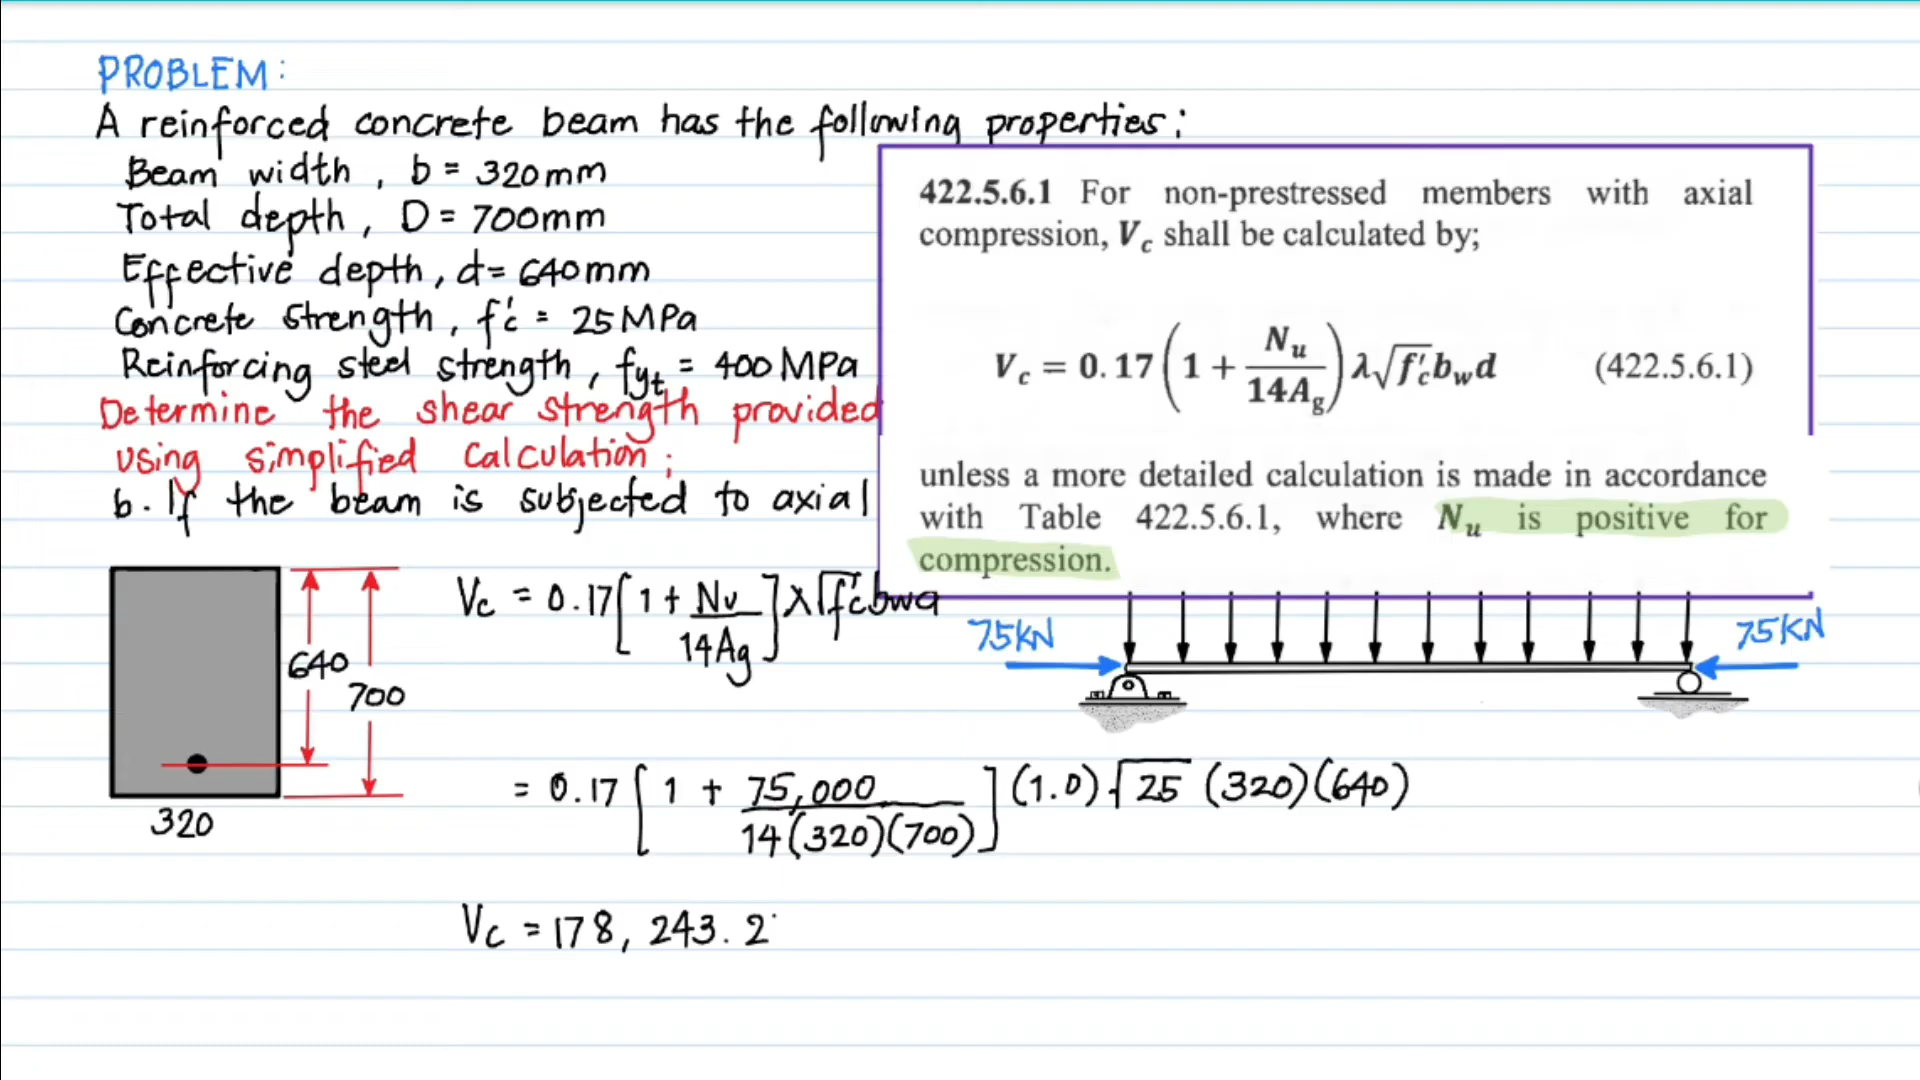 PROBLEM:
A reinforced concrete beam has the following properties:
Beam width, b = 320mm
Total depth, D = 700mm
Effective depth, d = 640mm
Concrete strength, f'c = 25 MPa
Reinforcing steel strength, fyt = 400 MPa
Determine the shear strength provided
using simplified calculation:
b. If the beam is subjected to axial
422.5.6.1 For non-prestressed members with axial
compression, Vc shall be calculated by;
Vc = 0.17 (1 + Nu/14Ag) λ√f'c bwd (422.5.6.1)
unless a more detailed calculation is made in accordance
with Table 422.5.6.1, where Nu is positive for
compression.
640
700
320
Vc = 0.17 [1 + Nu/14Ag] λ√f'c bwd
75KN
75KN
= 0.17 [1 + 75,000/14(320)(700)] (1.0)√25 (320)(640)
Vc = 178,243.2